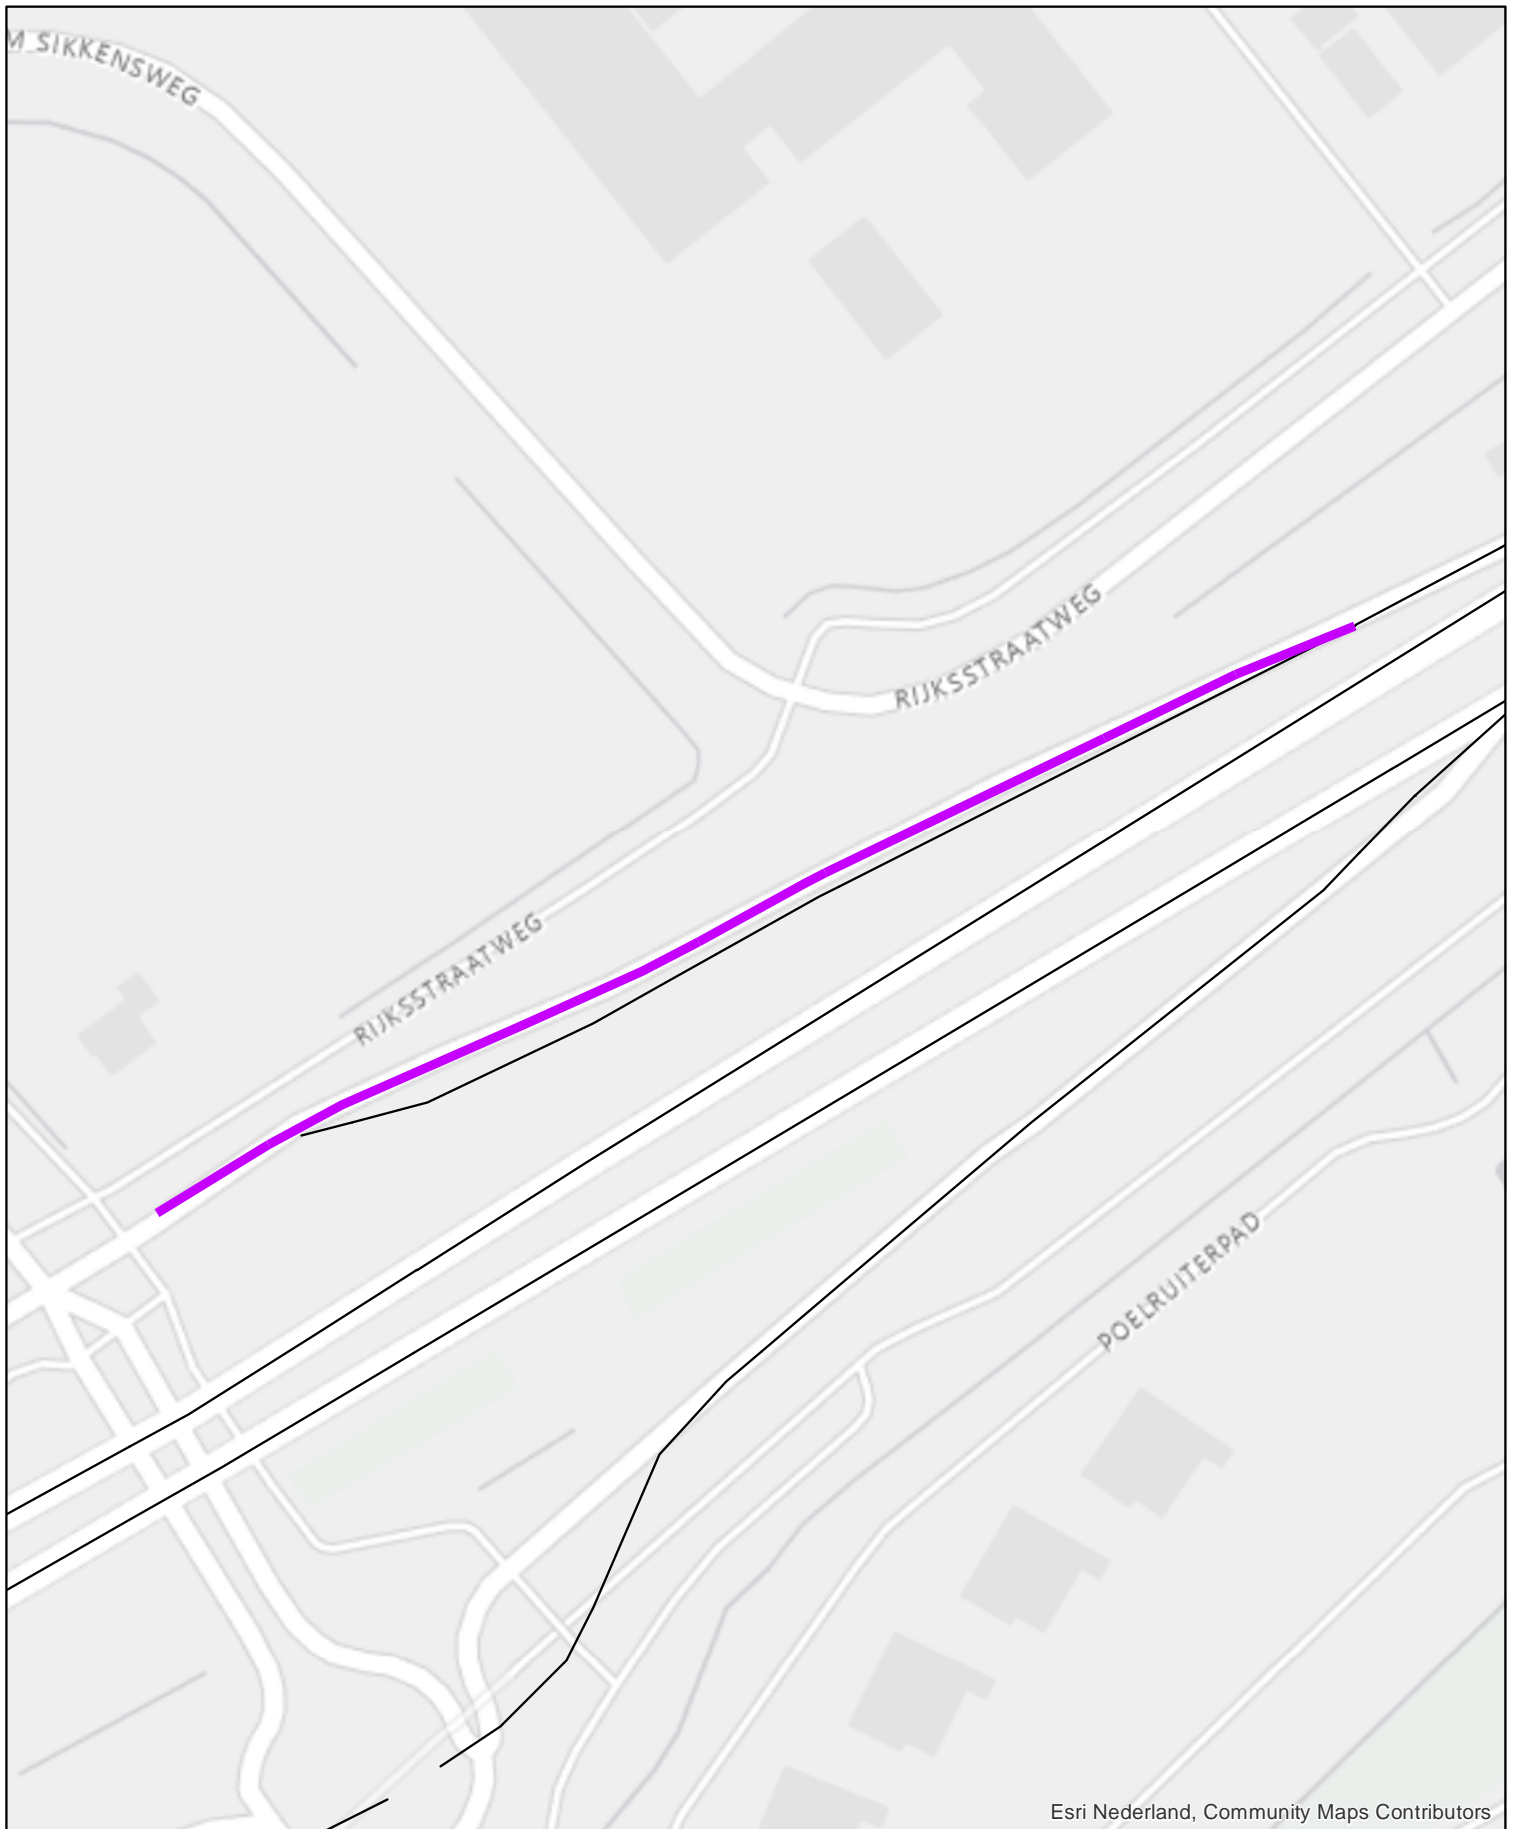 M SIKKENSWEG
RIJKSSTRAATWEG
RIJKSSTRAATWEG
POELRUITERPAD
Esri Nederland, Community Maps Contributors